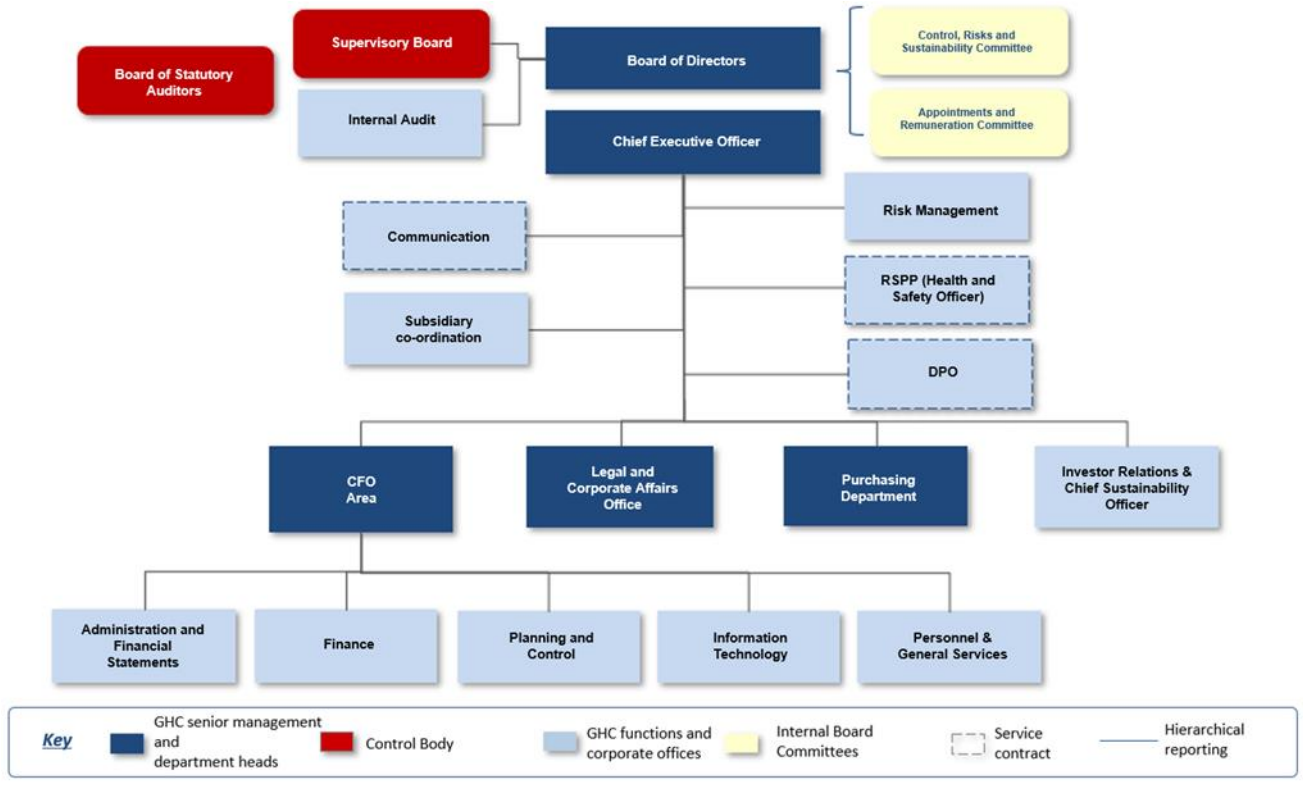 Supervisory Board
Board of Statutory
Auditors
Internal Audit
Board of Directors
Chief Executive Officer
Control, Risks and
Sustainability Committee
Appointments and
Remuneration Committee
Communication
Subsidiary
co-ordination
Risk Management
RSPP (Health and
Safety Officer)
DPO
CFO
Area
Legal and
Corporate Affairs
Office
Purchasing
Department
Investor Relations &
Chief Sustainability
Officer
Administration and
Financial
Statements
Finance
Planning and
Control
Information
Technology
Personnel &
General Services
Key
GHC senior management
and
department heads
Control Body
GHC functions and
corporate offices
Internal Board
Committees
Service
contract
Hierarchical
reporting